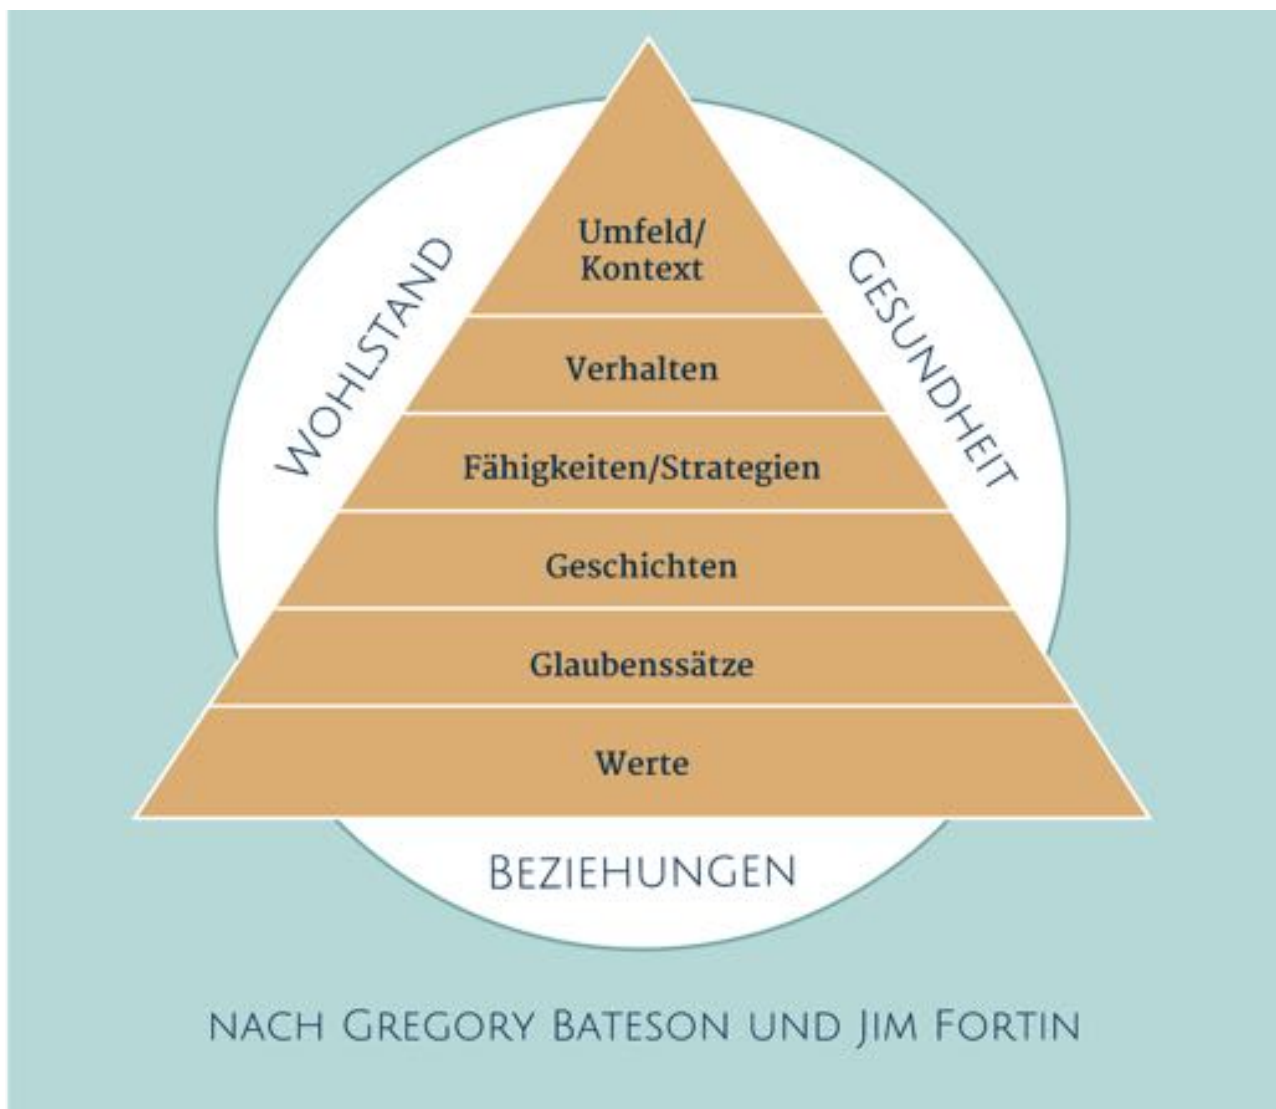 Umfeld/
Kontext
WOHLSTAND
GESUNDHEIT
Verhalten
Fähigkeiten/Strategien
Geschichten
Glaubenssätze
Werte
BEZIEHUNGEN
NACH GREGORY BATESON UND JIM FORTIN